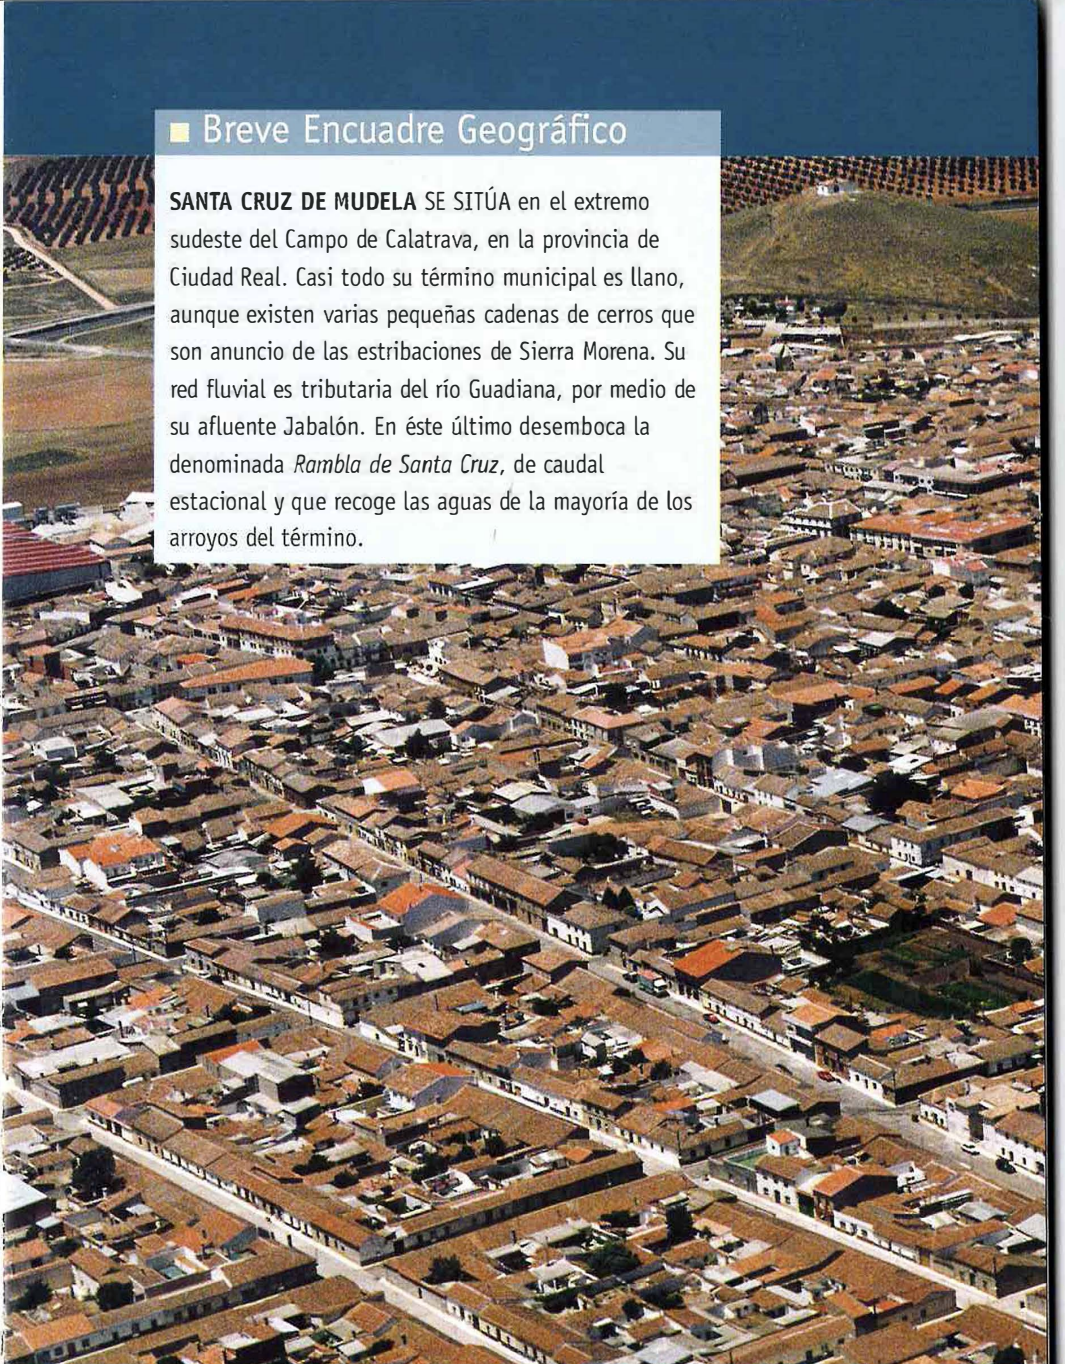 Breve Encuadre Geográfico
SANTA CRUZ DE MUDELA SE SITÚA en el extremo
sudeste del Campo de Calatrava, en la provincia de
Ciudad Real. Casi todo su término municipal es llano,
aunque existen varias pequeñas cadenas de cerros que
son anuncio de las estribaciones de Sierra Morena. Su
red fluvial es tributaria del río Guadiana, por medio de
su afluente Jabalón. En éste último desemboca la
denominada Rambla de Santa Cruz, de caudal
estacional y que recoge las aguas de la mayoría de los
arroyos del término.